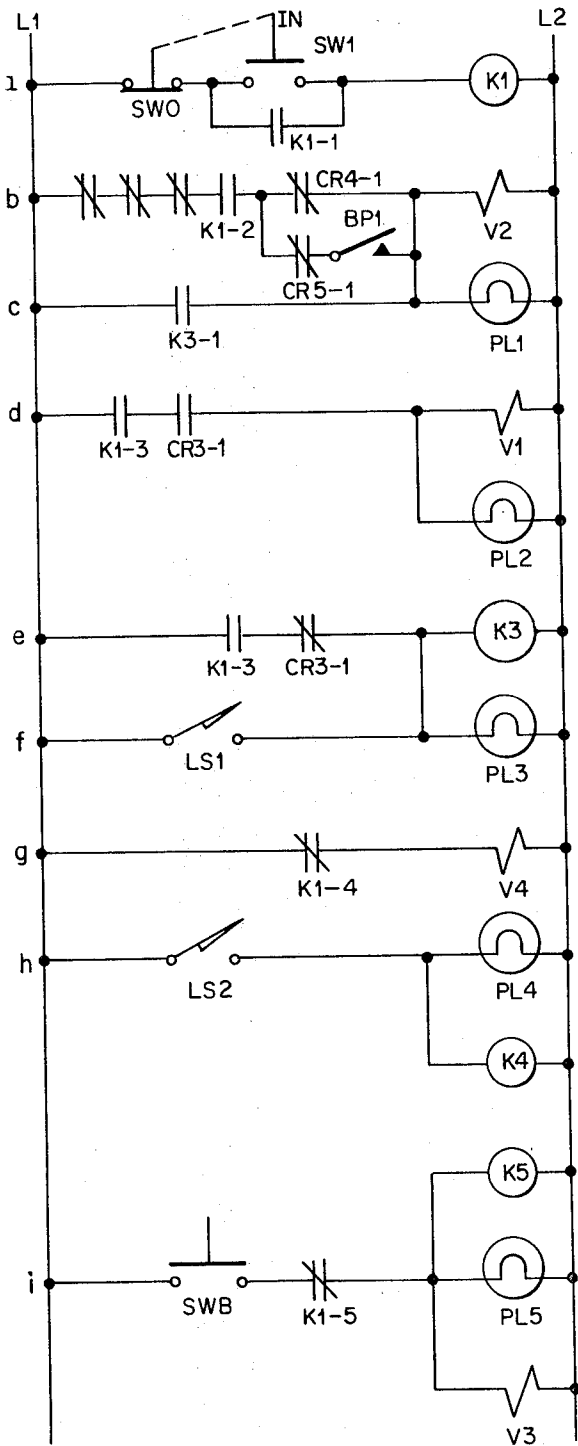 L1 L2
IN
SW1
1
SWO
K1
K1-1
b
CR4-1
BP1
K1-2
V2
CR5-1
c
K3-1
PL1
d
K1-3 CR3-1
V1
PL2
e
K3
K1-3 CR3-1
f
LS1
PL3
g
K1-4
V4
h
LS2
PL4
K4
K5
i
SWB
K1-5
PL5
V3